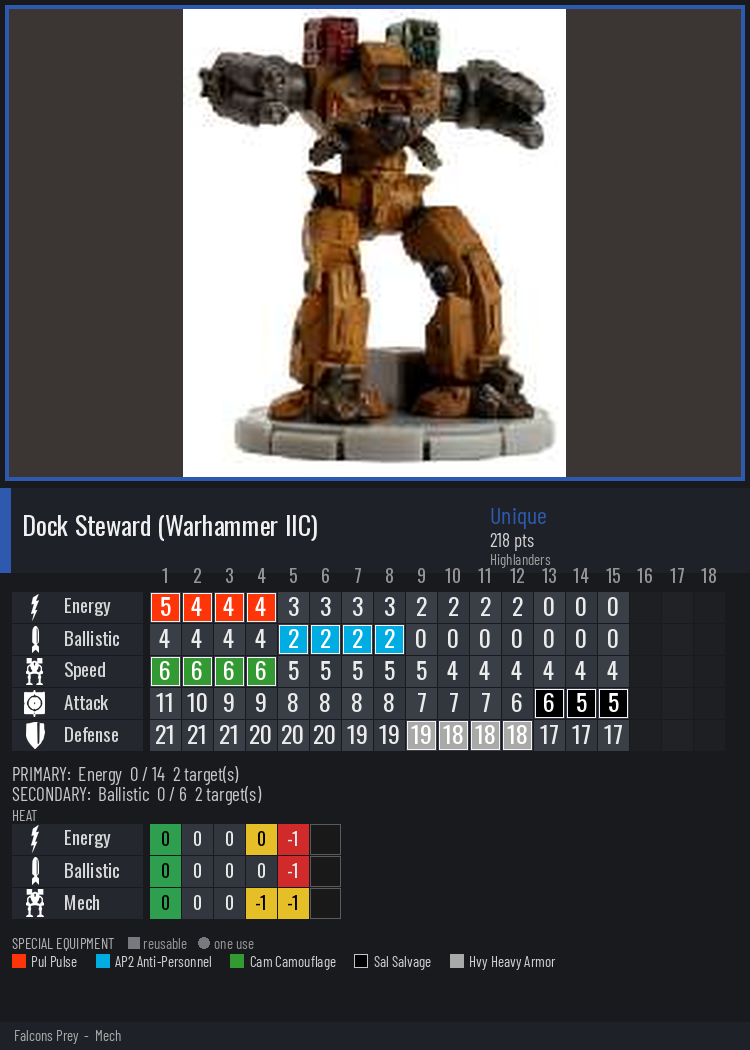 Dock Steward (Warhammer IIC)
Unique
218 pts
Highlanders
1 2 3 4 5 6 7 8 9 10 11 12 13 14 15 16 17 18
Energy 5 4 4 4 3 3 3 3 2 2 2 2 0 0 0
Ballistic 4 4 4 4 2 2 2 2 0 0 0 0 0 0 0
Speed 6 6 6 6 5 5 5 5 5 4 4 4 4 4 4
Attack 11 10 9 9 8 8 8 8 7 7 7 6 6 5 5
Defense 21 21 21 20 20 20 19 19 19 18 18 18 17 17 17
PRIMARY: Energy 0 / 14 2 target(s)
SECONDARY: Ballistic 0 / 6 2 target(s)
HEAT
Energy 0 0 0 0 -1
Ballistic 0 0 0 0 -1
Mech 0 0 0 -1 -1
SPECIAL EQUIPMENT reusable one use
Pul Pulse AP2 Anti-Personnel Cam Camouflage Sal Salvage Hvy Heavy Armor
Falcons Prey - Mech